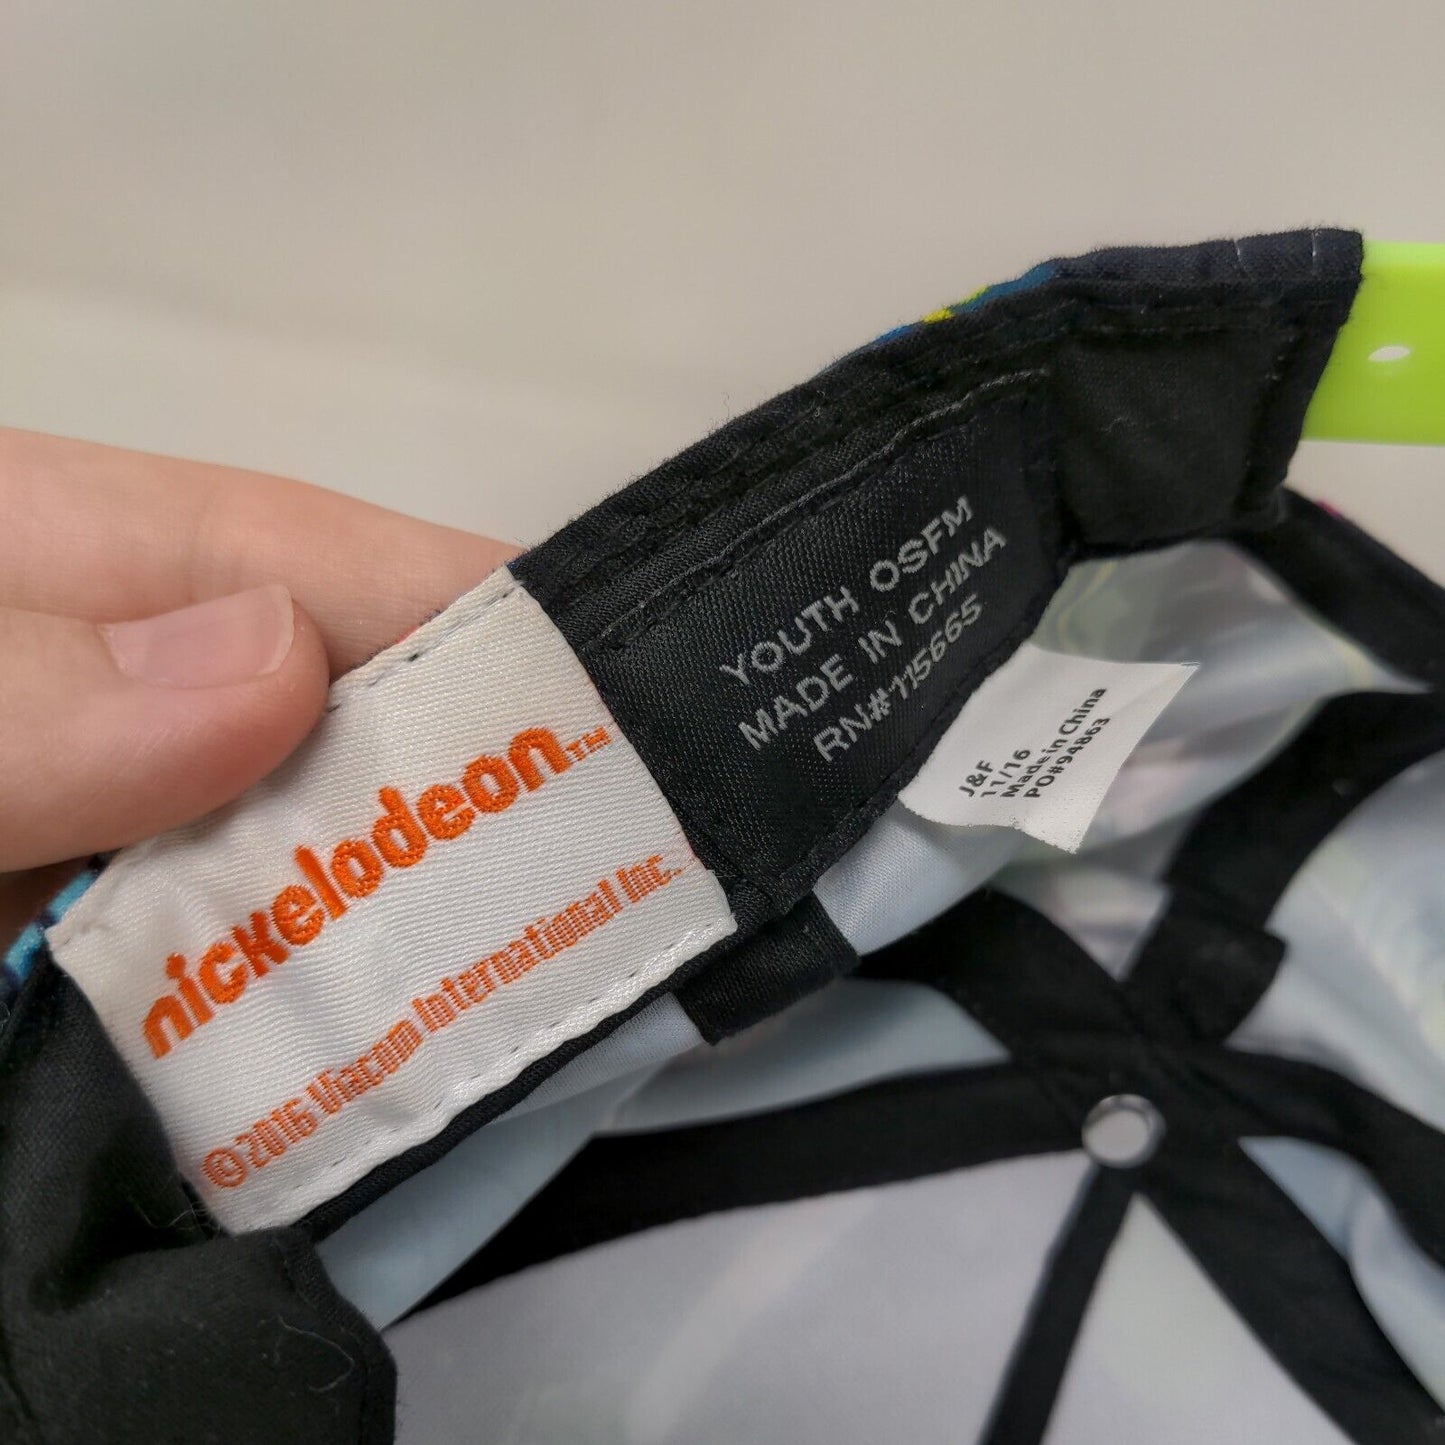 nickelodeon™
©2016 Viacom International Inc.
YOUTH OSFM
MADE IN CHINA
RN#115665
J&F
11/16
Made in China
PO#94863